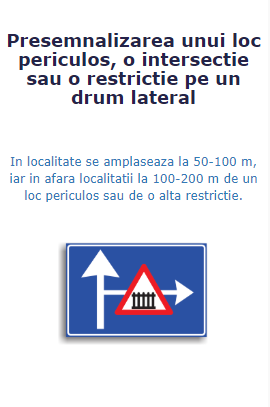 Presemnalizarea unui loc
periculos, o intersectie
sau o restrictie pe un
drum lateral
In localitate se amplaseaza la 50-100 m,
iar in afara localitatii la 100-200 m de un
loc periculos sau de o alta restrictie.